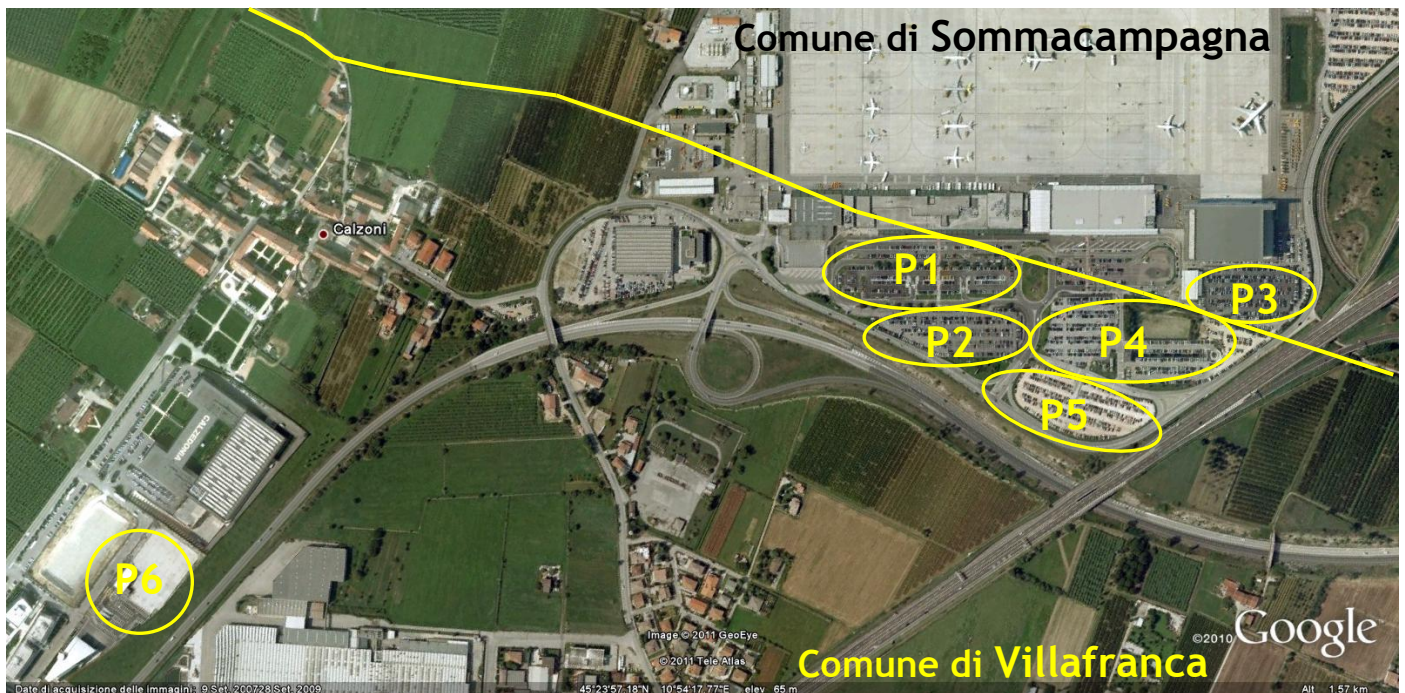 Comune di Sommacampagna
Calzoni
P1
P3
P2
P4
P5
CALZEDONIA
P6
Image © 2011 GeoEye
©2010 Google
© 2011 Tele Atlas
Comune di Villafranca
Date di acquisizione delle immagini: 9 Set, 200728 Set, 2009
45°23'57.18"N 10°54'17.77"E elev 65 m
Alt 1.57 km